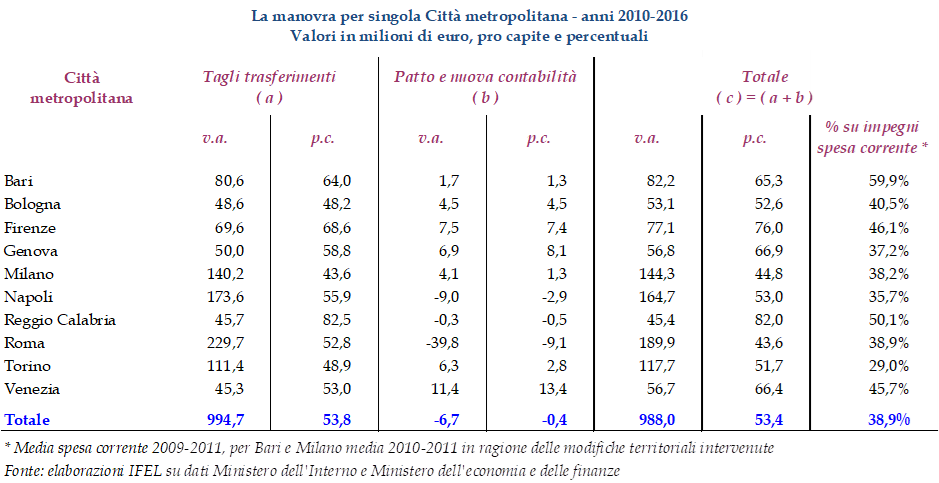 La manovra per singola Città metropolitana - anni 2010-2016
Valori in milioni di euro, pro capite e percentuali
Città metropolitana Tagli trasferimenti ( a ) Patto e nuova contabilità ( b ) Totale ( c ) = ( a + b )
v.a. p.c. v.a. p.c. v.a. p.c. % su impegni spesa corrente *
Bari 80,6 64,0 1,7 1,3 82,2 65,3 59,9%
Bologna 48,6 48,2 4,5 4,5 53,1 52,6 40,5%
Firenze 69,6 68,6 7,5 7,4 77,1 76,0 46,1%
Genova 50,0 58,8 6,9 8,1 56,8 66,9 37,2%
Milano 140,2 43,6 4,1 1,3 144,3 44,8 38,2%
Napoli 173,6 55,9 -9,0 -2,9 164,7 53,0 35,7%
Reggio Calabria 45,7 82,5 -0,3 -0,5 45,4 82,0 50,1%
Roma 229,7 52,8 -39,8 -9,1 189,9 43,6 38,9%
Torino 111,4 48,9 6,3 2,8 117,7 51,7 29,0%
Venezia 45,3 53,0 11,4 13,4 56,7 66,4 45,7%
Totale 994,7 53,8 -6,7 -0,4 988,0 53,4 38,9%
* Media spesa corrente 2009-2011, per Bari e Milano media 2010-2011 in ragione delle modifiche territoriali intervenute
Fonte: elaborazioni IFEL su dati Ministero dell'Interno e Ministero dell'economia e delle finanze